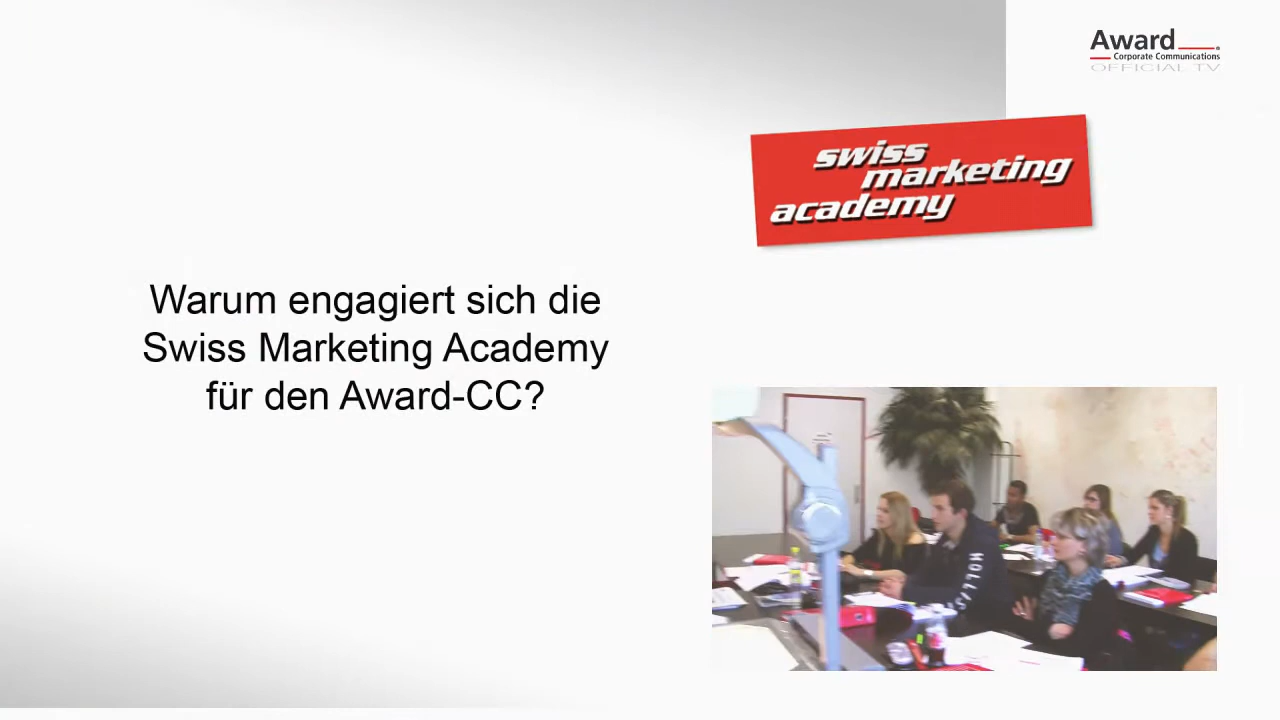 Award
Corporate Communications
OFFICIAL TV
swiss
marketing
academy
Warum engagiert sich die
Swiss Marketing Academy
für den Award-CC?
HOLLIS